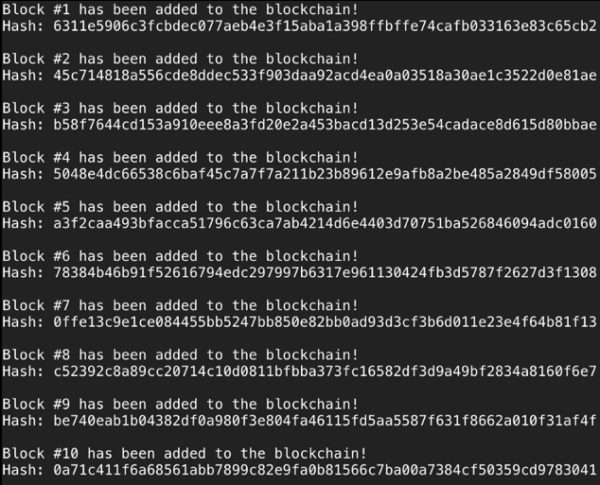 Block #1 has been added to the blockchain!
Hash: 6311e5906c3fcbdec077aeb4e3f15aba1a398ffbffe74cafb033163e83c65cb2
Block #2 has been added to the blockchain!
Hash: 45c714818a556cde8ddec533f903daa92acd4ea0a03518a30ae1c3522d0e81ae
Block #3 has been added to the blockchain!
Hash: b58f7644cd153a910eee8a3fd20e2a453bacd13d253e54cadace8d615d80bbae
Block #4 has been added to the blockchain!
Hash: 5048e4dc66538c6baf45c7a7f7a211b23b89612e9afb8a2be485a2849df58005
Block #5 has been added to the blockchain!
Hash: a3f2caa493bfacca51796c63ca7ab4214d6e4403d70751ba526846094adc0160
Block #6 has been added to the blockchain!
Hash: 78384b46b91f52616794edc297997b6317e961130424fb3d5787f2627d3f1308
Block #7 has been added to the blockchain!
Hash: 0ffe13c9e1ce084455bb5247bb850e82bb0ad93d3cf3b6d011e23e4f64b81f13
Block #8 has been added to the blockchain!
Hash: c52392c8a89cc20714c10d0811bfbba373fc16582df3d9a49bf2834a8160f6e7
Block #9 has been added to the blockchain!
Hash: be740eab1b04382df0a980f3e804fa46115fd5aa5587f631f8662a010f31af4f
Block #10 has been added to the blockchain!
Hash: 0a71c411f6a68561abb7899c82e9fa0b81566c7ba00a7384cf50359cd9783041